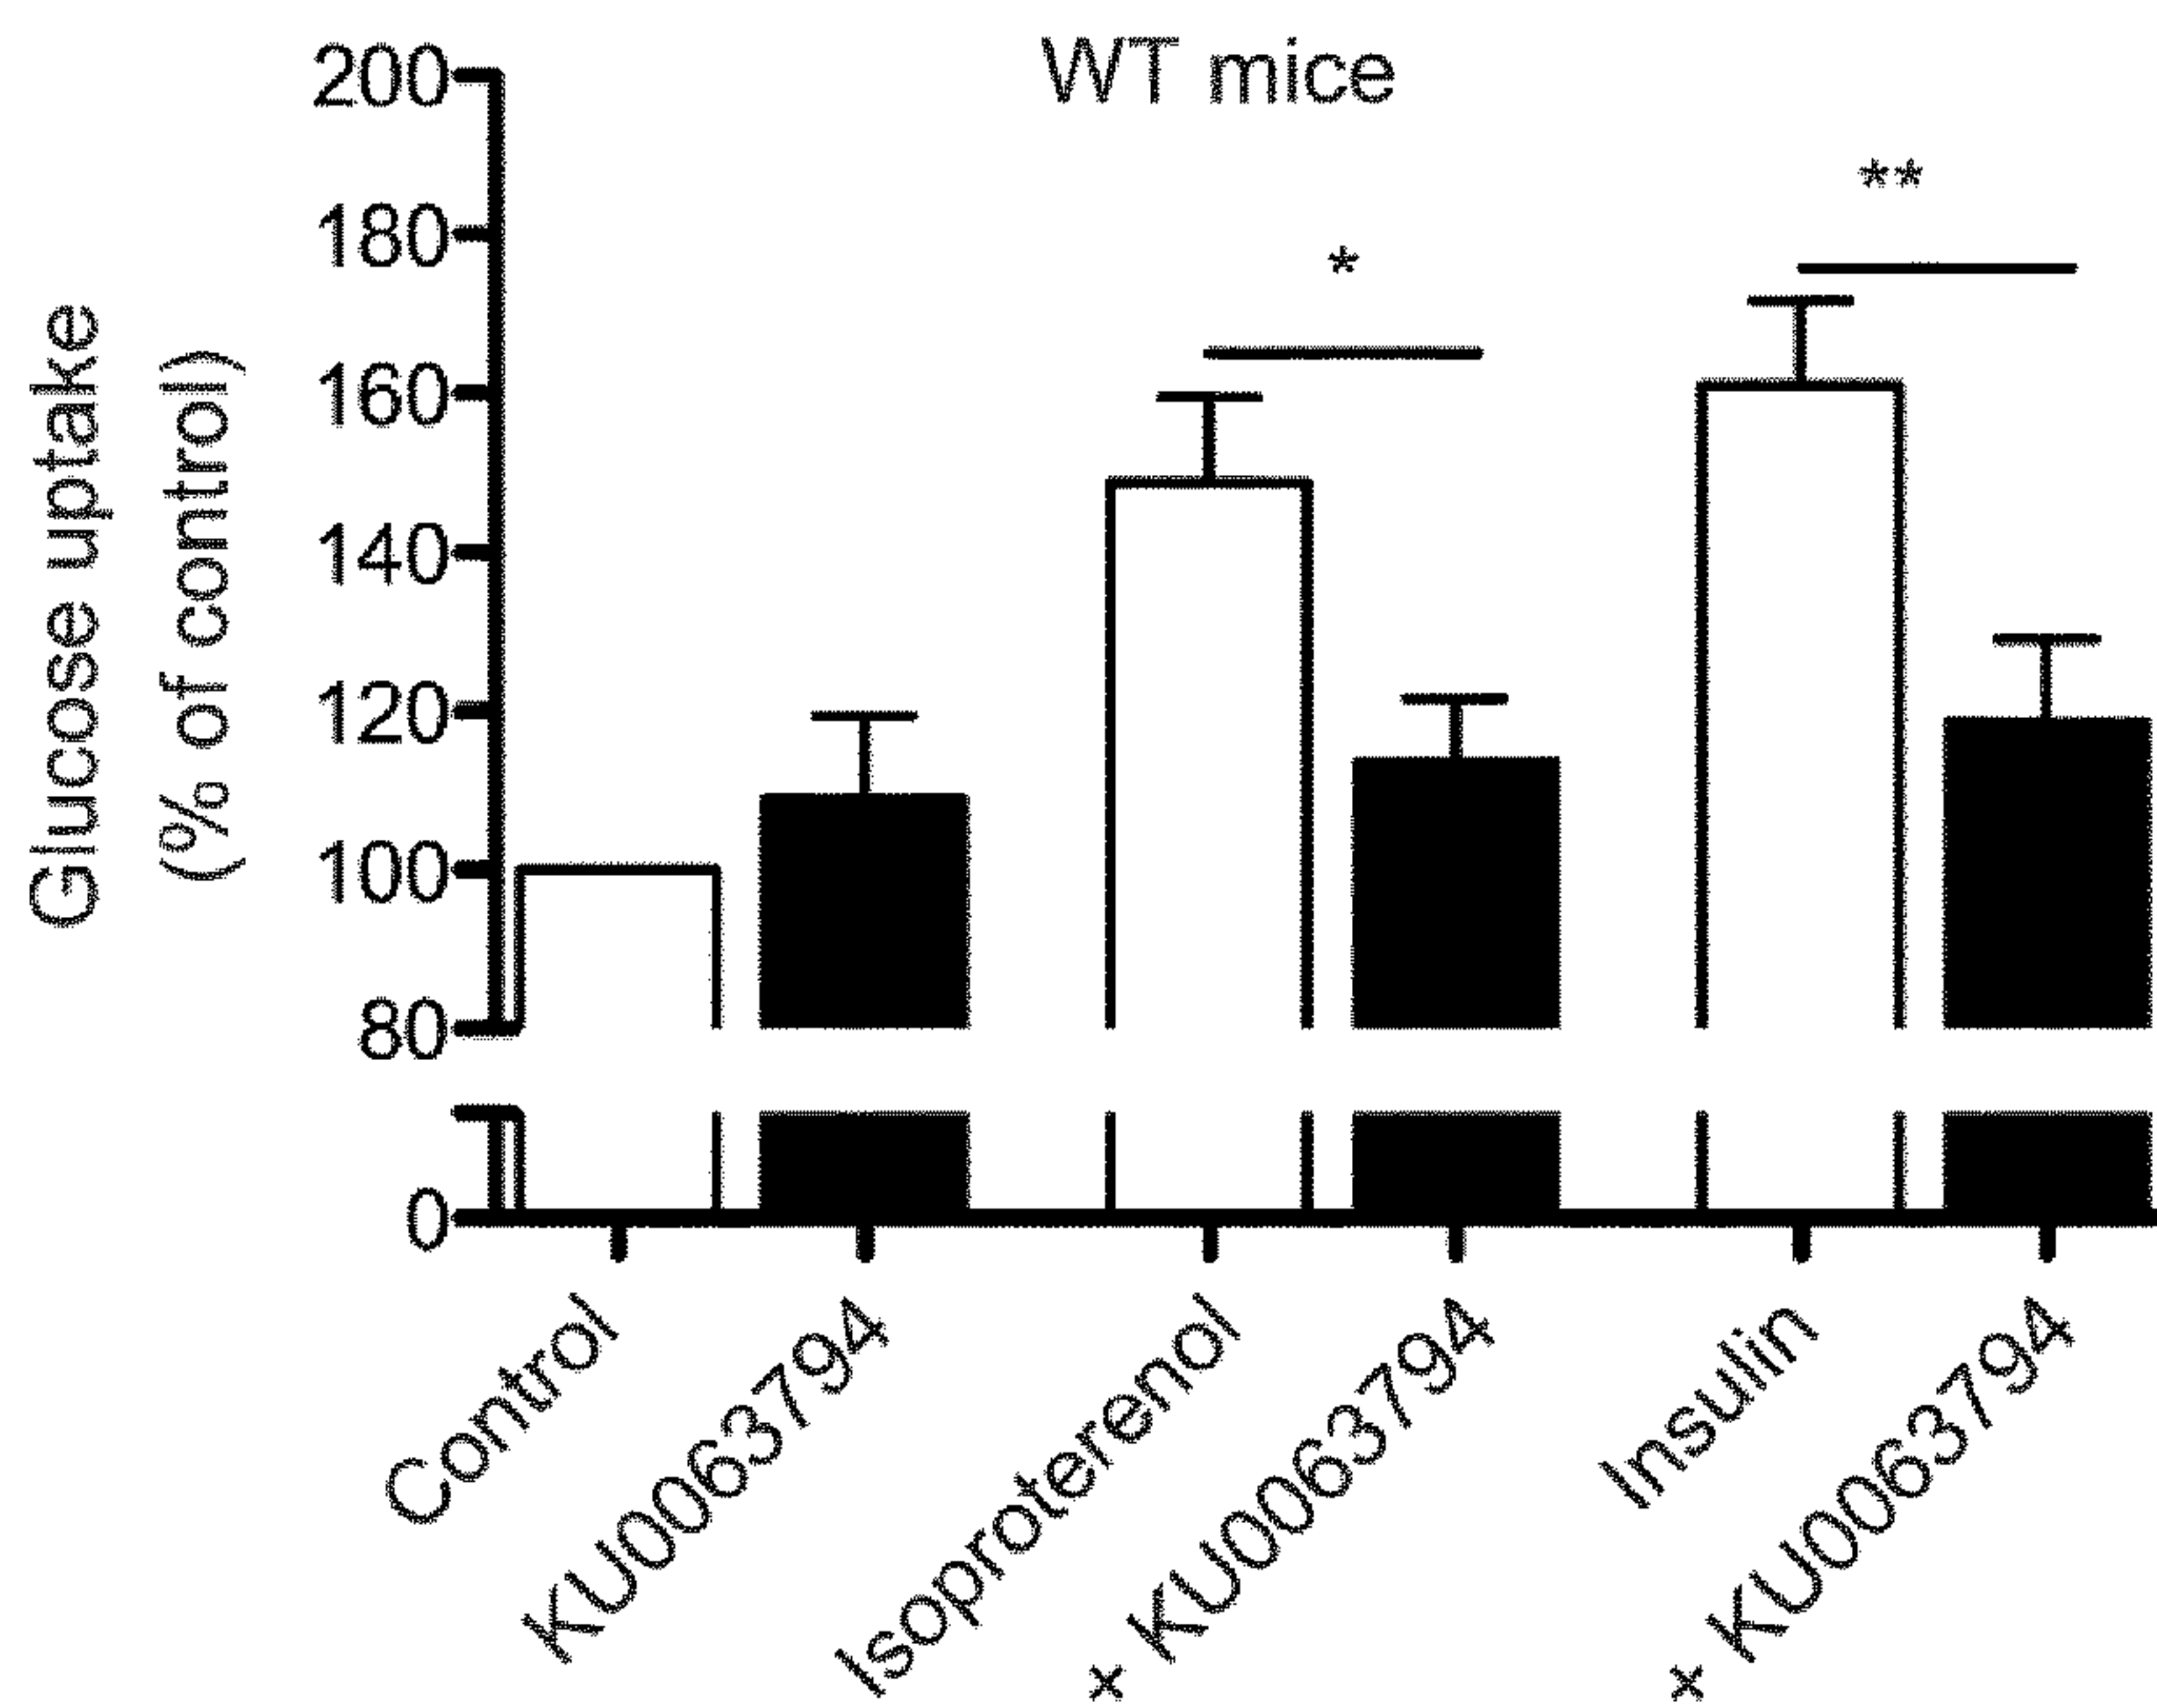 WT mice
Glucose uptake
(% of control)
200
180
160
140
120
100
80
0
*
**
Control
KU0063794
Isoproterenol
+ KU0063794
Insulin
+ KU0063794